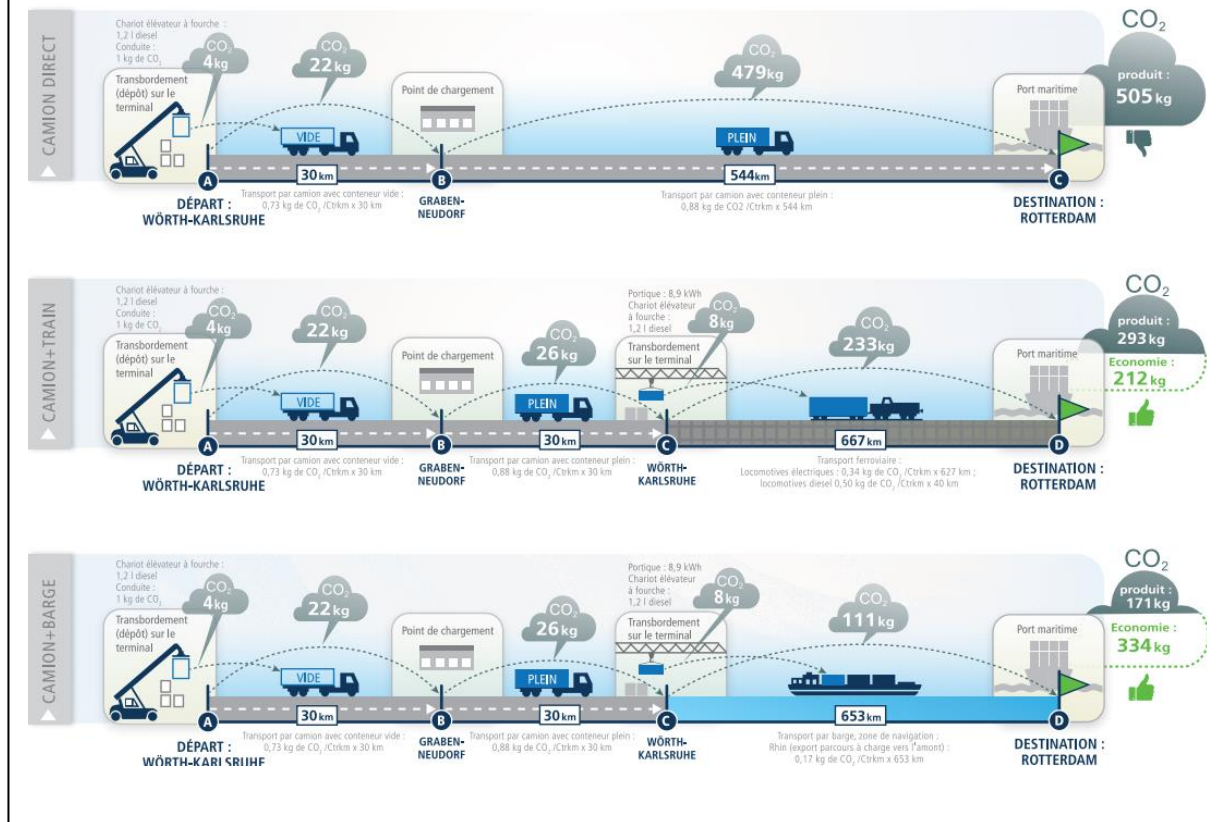 CAMION DIRECT
Chariot élévateur à fourche :
1,2 l diesel
Conduite :
1 kg de CO2
Transbordement
(dépôt) sur le
terminal
CO2
4kg
CO2
22kg
VIDE
Point de chargement
CO2
479kg
PLEIN
Port maritime
CO2
produit :
505 kg
A
30km
B
544km
C
DÉPART :
WÖRTH-KARLSRUHE
Transport par camion avec conteneur vide :
0,73 kg de CO2 /Ctrkm x 30 km
GRABEN-
NEUDORF
Transport par camion avec conteneur plein :
0,88 kg de CO2 /Ctrkm x 544 km
DESTINATION :
ROTTERDAM
CAMION+TRAIN
Chariot élévateur à fourche :
1,2 l diesel
Conduite :
1 kg de CO2
Transbordement
(dépôt) sur le
terminal
CO2
4kg
CO2
22kg
VIDE
Point de chargement
CO2
26kg
PLEIN
Portique : 8,9 kWh
Chariot élévateur
à fourche :
1,2 l diesel
CO2
8kg
Transbordement
sur le terminal
CO2
233kg
Port maritime
CO2
produit :
293 kg
Economie :
212 kg
A
30km
B
30km
C
667km
D
DÉPART :
WÖRTH-KARLSRUHE
Transport par camion avec conteneur vide :
0,73 kg de CO2 /Ctrkm x 30 km
GRABEN-
NEUDORF
Transport par camion avec conteneur plein :
0,88 kg de CO2 /Ctrkm x 30 km
WÖRTH-
KARLSRUHE
Transport ferroviaire :
Locomotives électriques : 0,34 kg de CO2 /Ctrkm x 627 km ;
locomotives diesel 0,50 kg de CO2 /Ctrkm x 40 km
DESTINATION :
ROTTERDAM
CAMION+BARGE
Chariot élévateur à fourche :
1,2 l diesel
Conduite :
1 kg de CO2
Transbordement
(dépôt) sur le
terminal
CO2
4kg
CO2
22kg
VIDE
Point de chargement
CO2
26kg
PLEIN
Portique : 8,9 kWh
Chariot élévateur
à fourche :
1,2 l diesel
CO2
8kg
Transbordement
sur le terminal
CO2
111kg
Port maritime
CO2
produit :
171kg
Economie :
334 kg
A
30km
B
30km
C
653km
D
DÉPART :
WÖRTH-KARLSRUHE
Transport par camion avec conteneur vide :
0,73 kg de CO2 /Ctrkm x 30 km
GRABEN-
NEUDORF
Transport par camion avec conteneur plein :
0,88 kg de CO2 /Ctrkm x 30 km
WÖRTH-
KARLSRUHE
Transport par barge, zone de navigation :
Rhin (export parcours à charge vers l'amont) :
0,17 kg de CO2 /Ctrkm x 653 km
DESTINATION :
ROTTERDAM